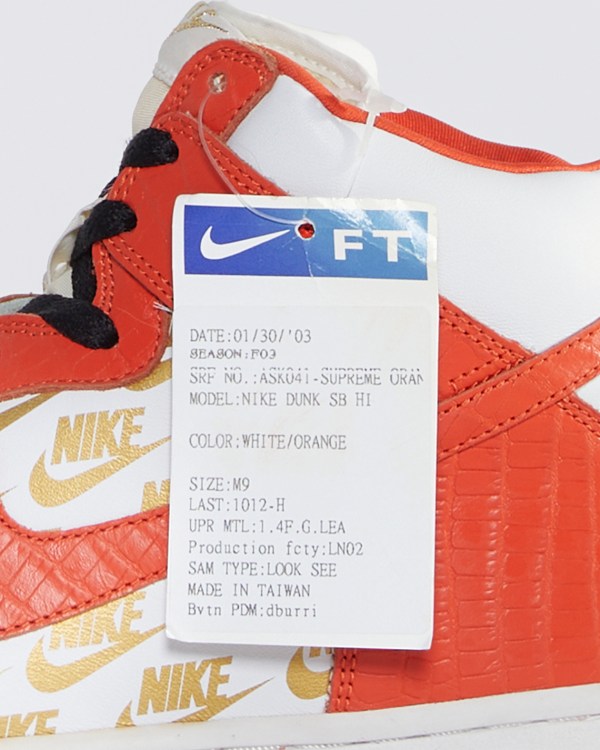 FT
DATE:01/30/'03
SEASON:F03
SRF NO.:ASK041-SUPREME ORAN
MODEL:NIKE DUNK SB HI
COLOR:WHITE/ORANGE
SIZE:M9
LAST:1012-H
UPR MTL:1.4F.G.LEA
Production fcty:LN02
SAM TYPE:LOOK SEE
MADE IN TAIWAN
Bvtn PDM:dburri
NIKE
NIKE
NIKE
NIKE